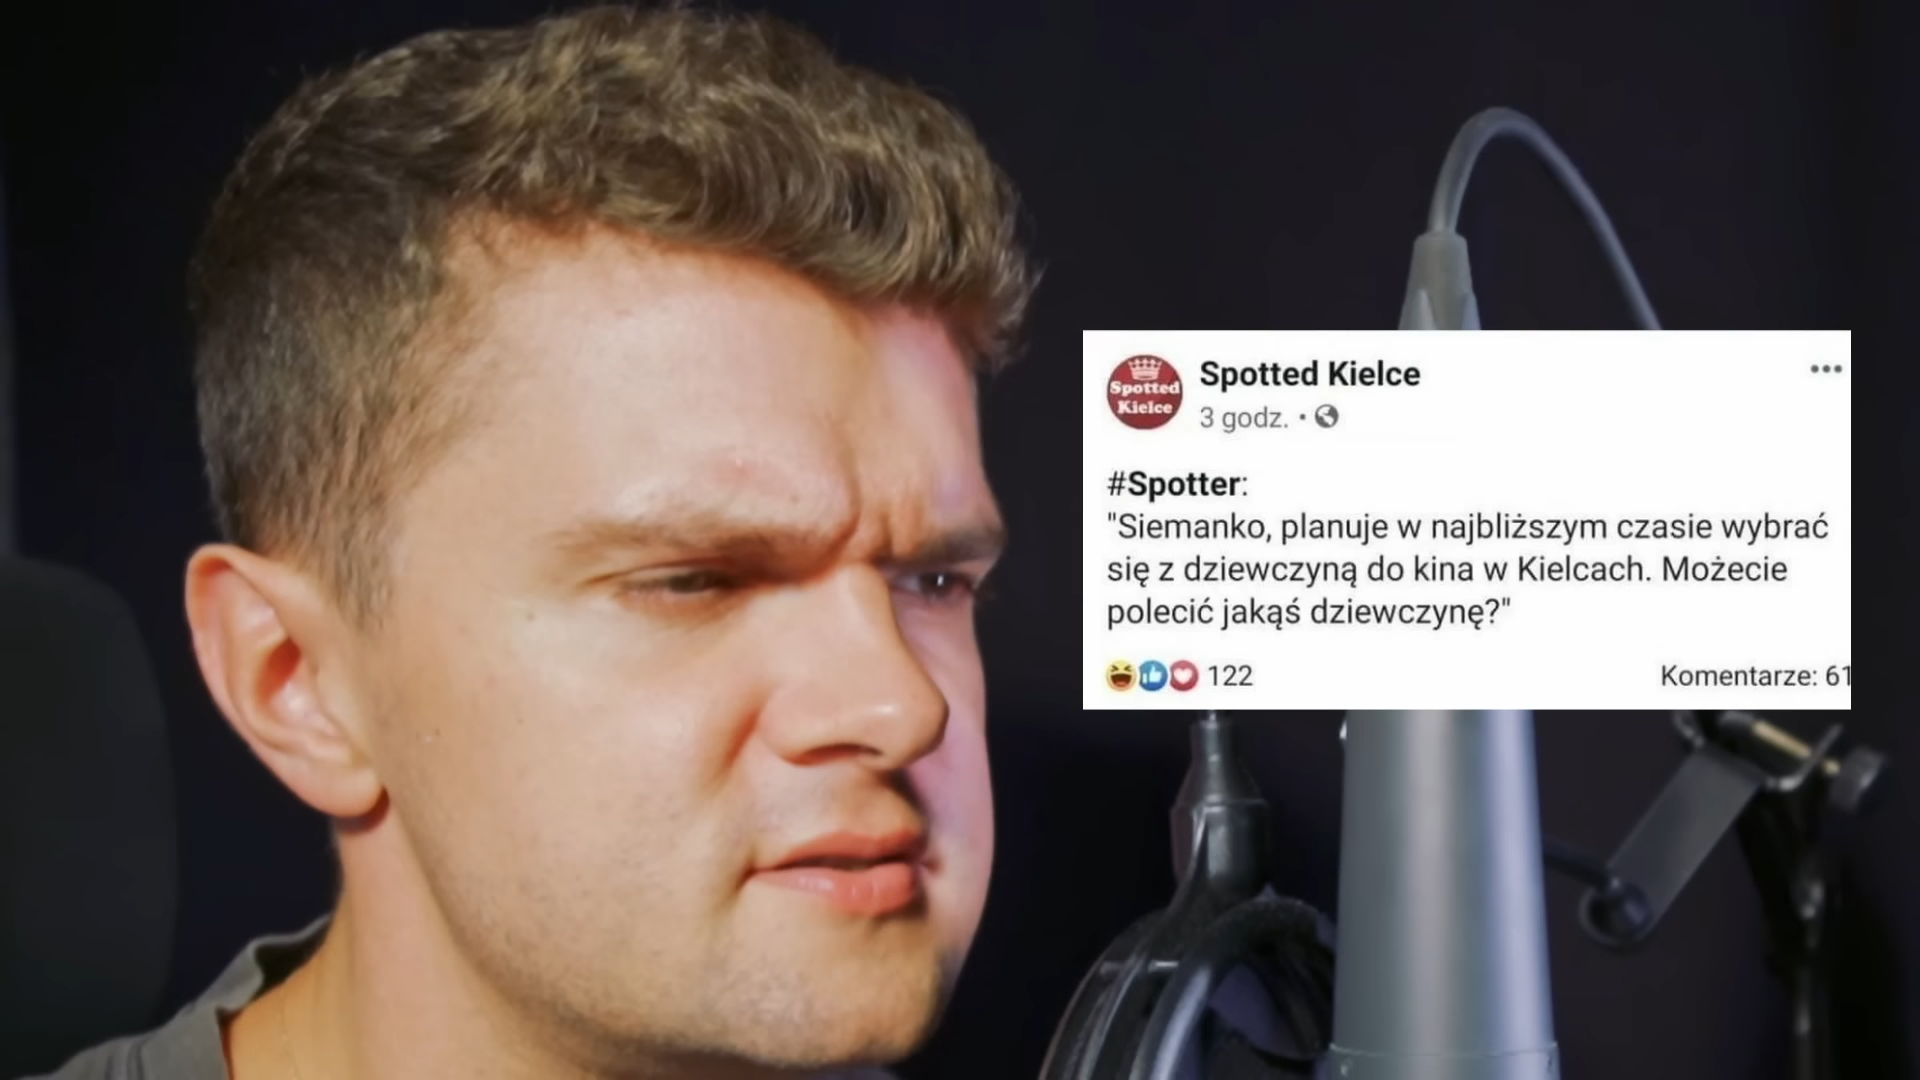 Spotted
Kielce
Spotted Kielce
3 godz.
#Spotter:
"Siemanko, planuje w najbliższym czasie wybrać
się z dziewczyną do kina w Kielcach. Możecie
polecić jakąś dziewczynę?"
122
Komentarze: 61